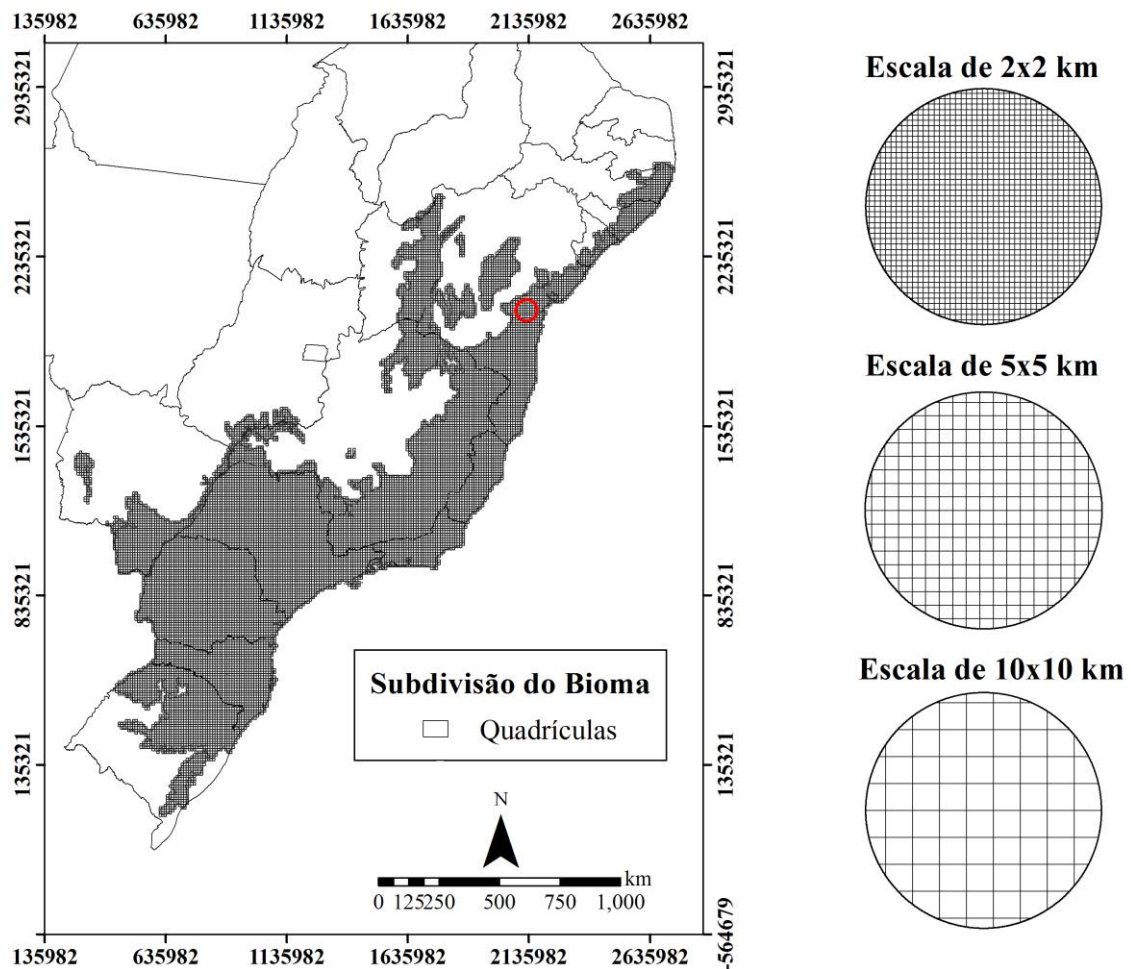 135982 635982 1135982 1635982 2135982 2635982
2935321
2235321
1535321
835321
135321
-564679
2935321
2235321
1535321
835321
135321
Subdivisão do Bioma
Quadrículas
N
km
0 125250 500 750 1,000
135982 635982 1135982 1635982 2135982 2635982
Escala de 2x2 km
Escala de 5x5 km
Escala de 10x10 km